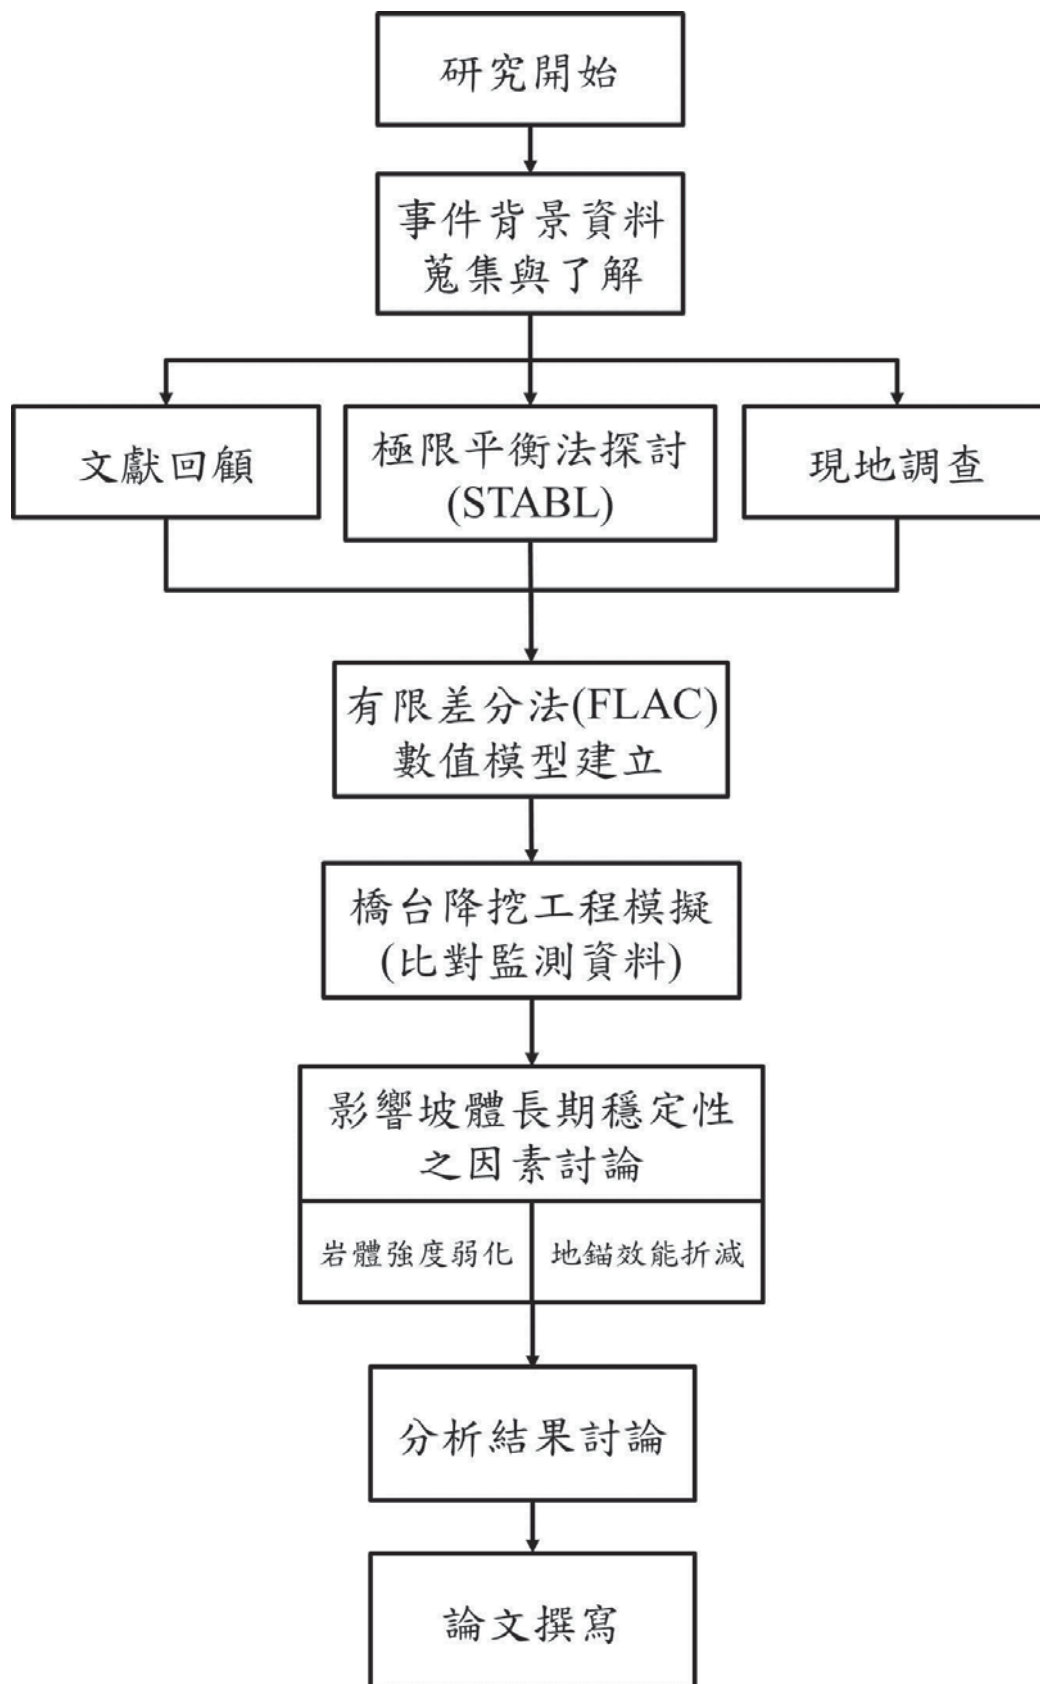 研究開始
事件背景資料
蒐集與了解
文獻回顧
極限平衡法探討
(STABL)
現地調查
有限差分法(FLAC)
數值模型建立
橋台降挖工程模擬
(比對監測資料)
影響坡體長期穩定性
之因素討論
岩體強度弱化
地錨效能折減
分析結果討論
論文撰寫